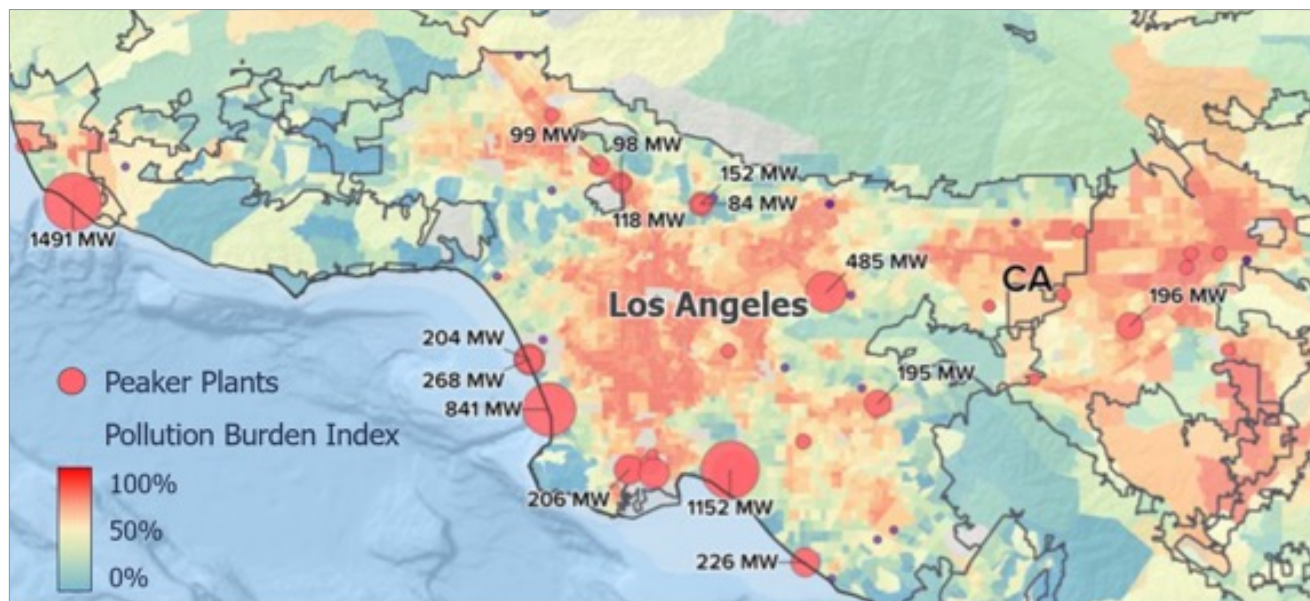 99 MW
98 MW
152 MW
118 MW
84 MW
1491 MW
485 MW
CA
Los Angeles
196 MW
204 MW
268 MW
195 MW
841 MW
206 MW
1152 MW
226 MW
Peaker Plants
Pollution Burden Index
100%
50%
0%